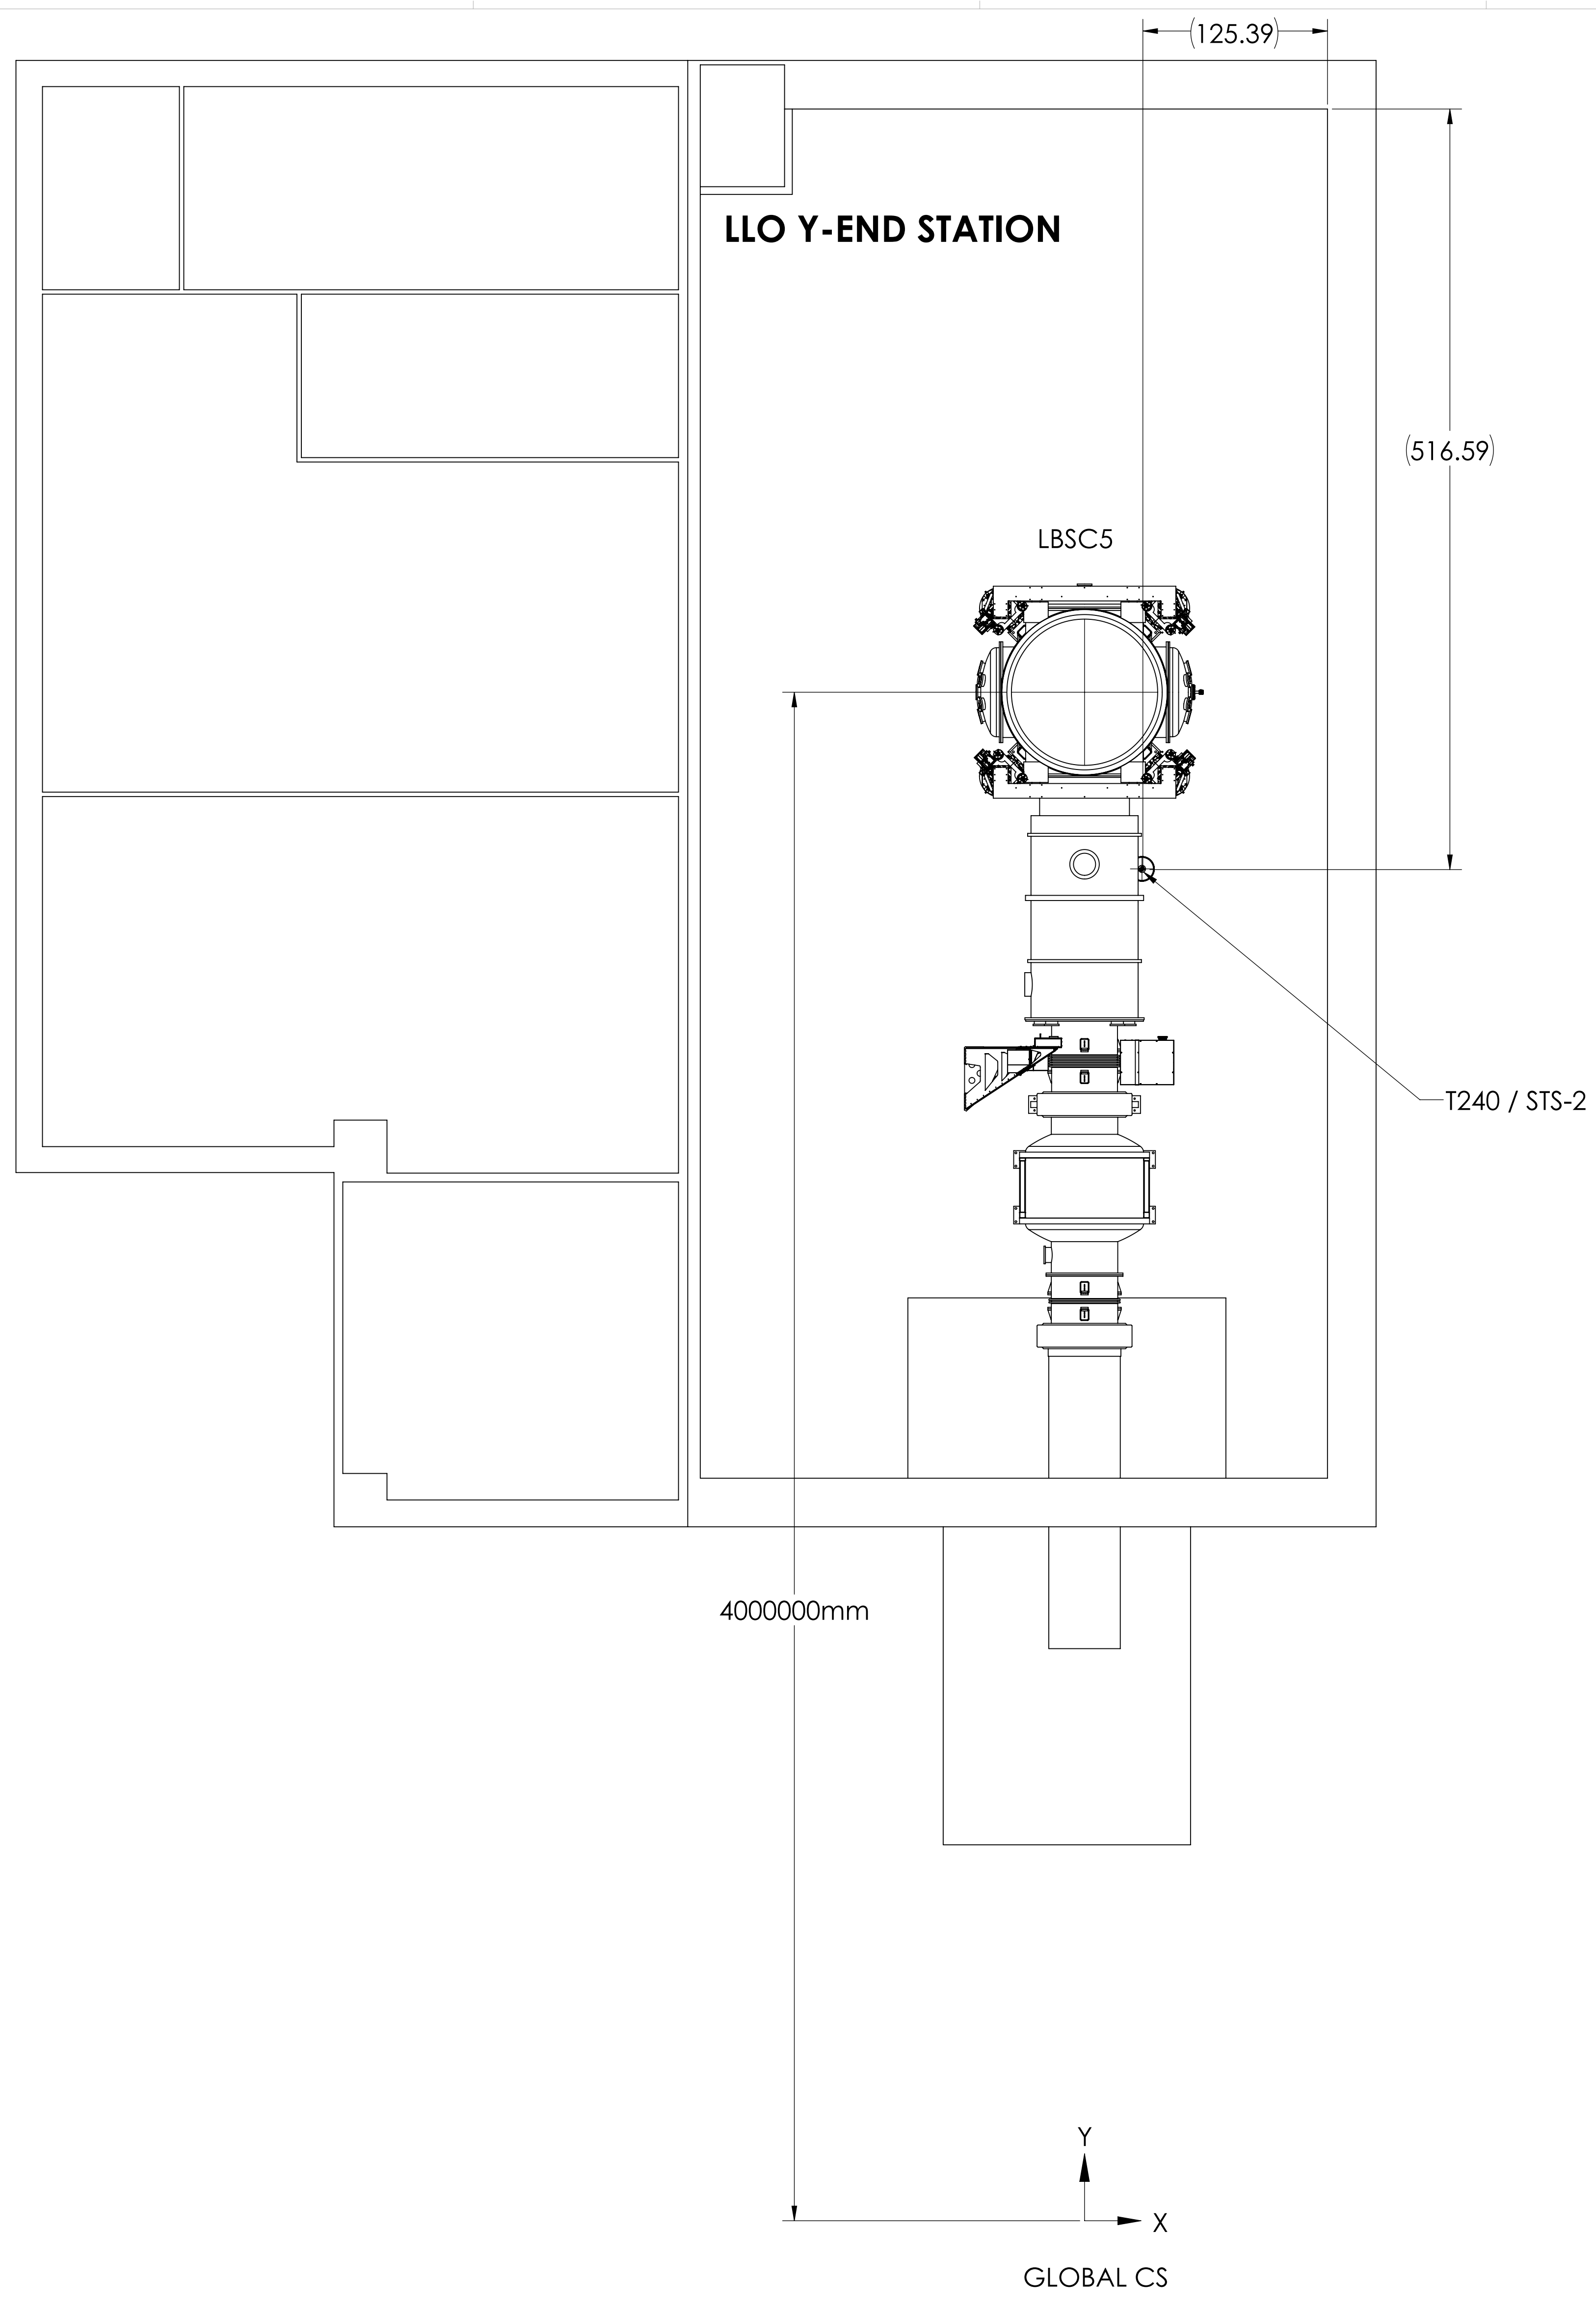 (125.39)
LLO Y-END STATION
(516.59)
LBSC5
T240 / STS-2
4000000mm
Y
X
GLOBAL CS